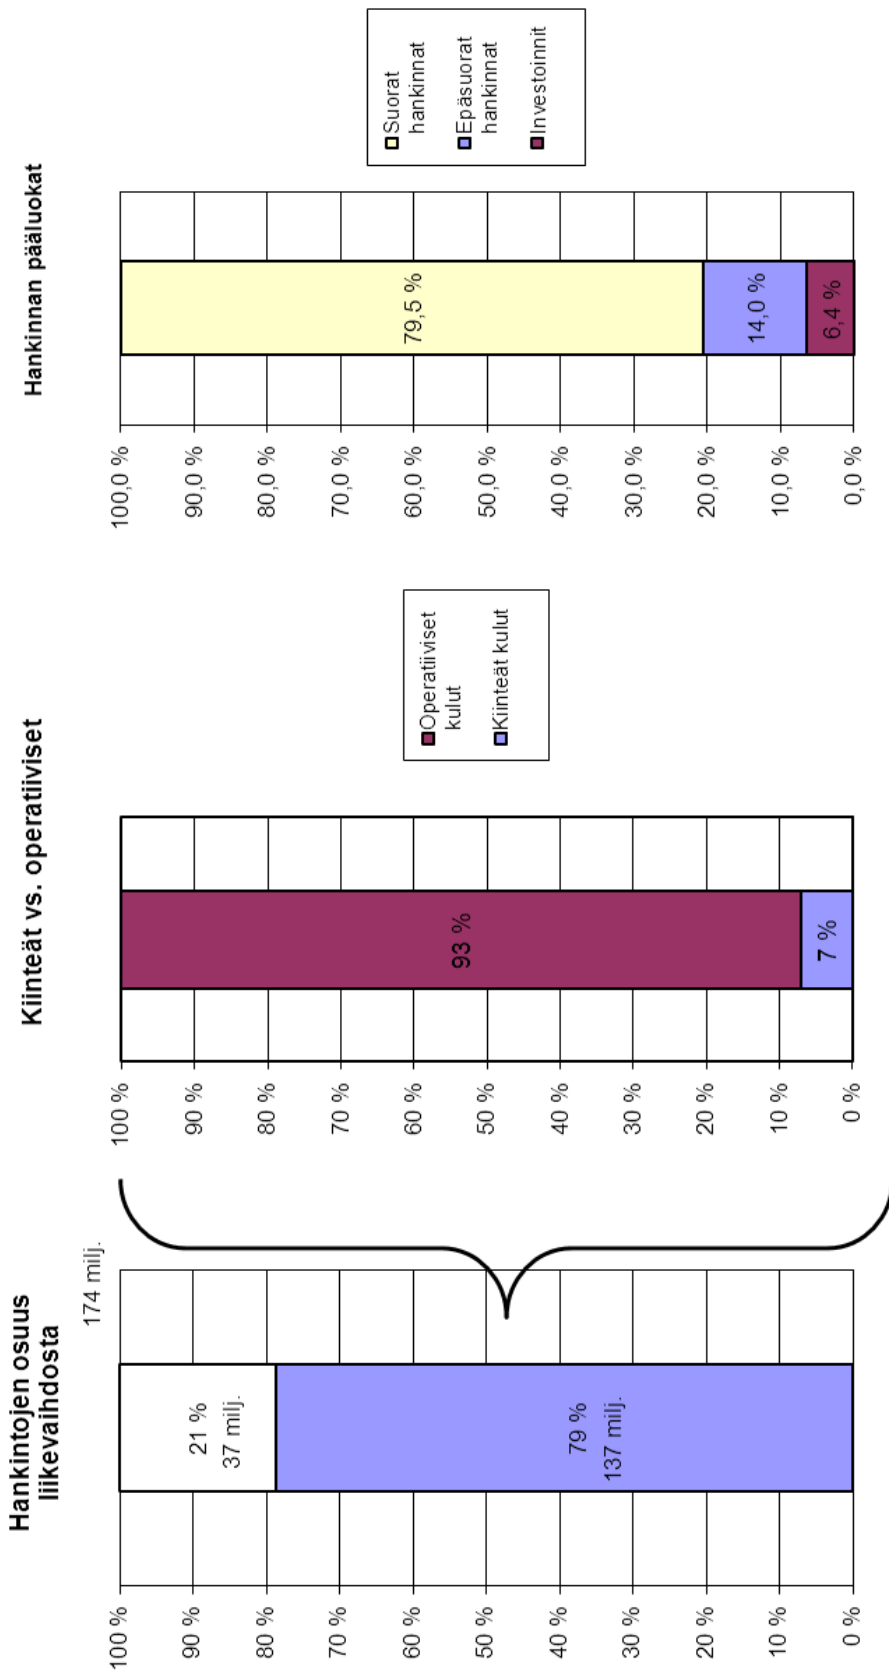 Hankintojen osuus
liikevaihdosta
174 milj.
100 %
90 %
80 %
70 %
60 %
50 %
40 %
30 %
20 %
10 %
0 %
21 %
37 milj.
79 %
137 milj.
Kiinteät vs. operatiiviset
100 %
90 %
80 %
70 %
60 %
50 %
40 %
30 %
20 %
10 %
0 %
93 %
7 %
Operatiiviset
kulut
Kiinteät kulut
Hankinnan pääluokat
100,0 %
90,0 %
80,0 %
70,0 %
60,0 %
50,0 %
40,0 %
30,0 %
20,0 %
10,0 %
0,0 %
79,5 %
14,0 %
6,4 %
Suorat
hankinnat
Epäsuorat
hankinnat
Investoinnit